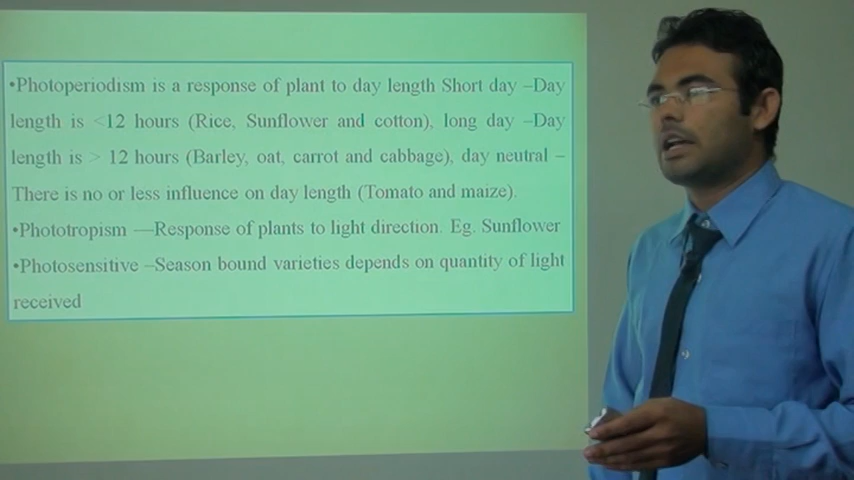 •Photoperiodism is a response of plant to day length Short day –Day
length is <12 hours (Rice, Sunflower and cotton), long day –Day
length is > 12 hours (Barley, oat, carrot and cabbage), day neutral –
There is no or less influence on day length (Tomato and maize).
•Phototropism —Response of plants to light direction. Eg. Sunflower
•Photosensitive –Season bound varieties depends on quantity of light
received